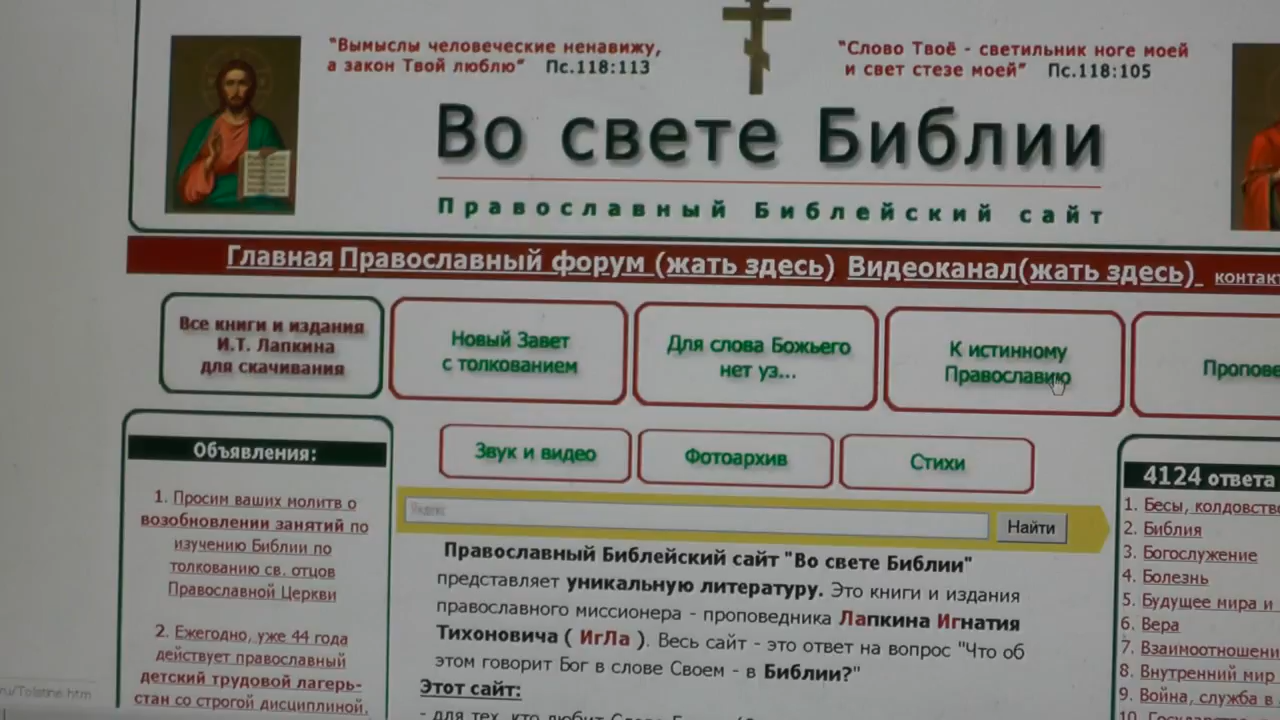 "Вымыслы человеческие ненавижу,
а закон Твой люблю" Пс.118:113
"Слово Твоё - светильник ноге моей
и свет стезе моей" Пс.118:105
Во свете Библии
Православный Библейский сайт
Главная Православный форум (жать здесь) Видеоканал(жать здесь)
Все книги и издания
И.Т. Лапкина
для скачивания
Новый Завет
с толкованием
Для слова Божьего
нет уз...
К истинному
Православию
Звук и видео
Фотоархив
Стихи
Объявления:
1. Просим ваших молитв о
возобновлении занятий по
изучению Библии по
толкованию св. отцов
Православной Церкви
2. Ежегодно, уже 44 года
действует православный
детский трудовой лагерь-
стан со строгой дисциплиной.
Яндекс
Найти
Православный Библейский сайт "Во свете Библии"
представляет уникальную литературу. Это книги и издания
православного миссионера - проповедника Лапкина Игнатия
Тихоновича ( ИгЛа ). Весь сайт - это ответ на вопрос "Что об
этом говорит Бог в слове Своем - в Библии?"
Этот сайт:
4124 ответа
1. Бесы, колдовство
2. Библия
3. Богослужение
4. Болезнь
5. Будущее мира и
6. Вера
7. Взаимоотношени
8. Внутренний мир
9. Война, служба в